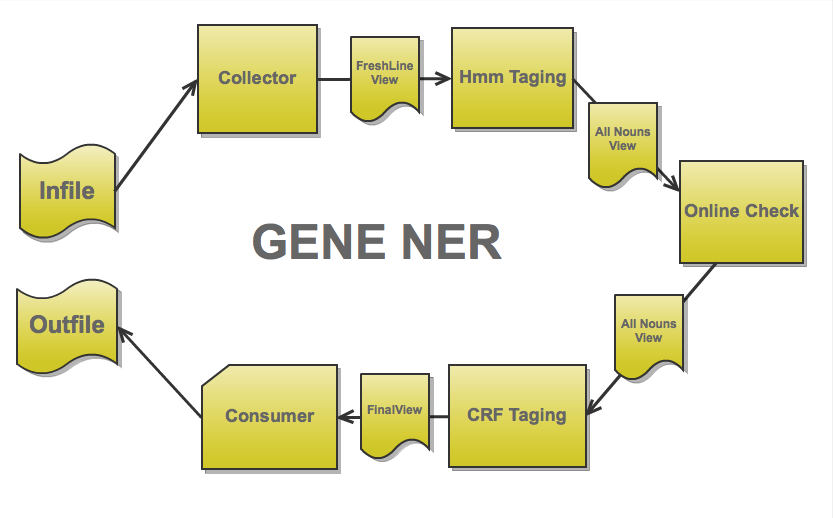 Collector
FreshLine
View
Hmm Taging
All Nouns
View
Infile
Online Check
GENE NER
Outfile
All Nouns
View
Consumer
FinalView
CRF Taging